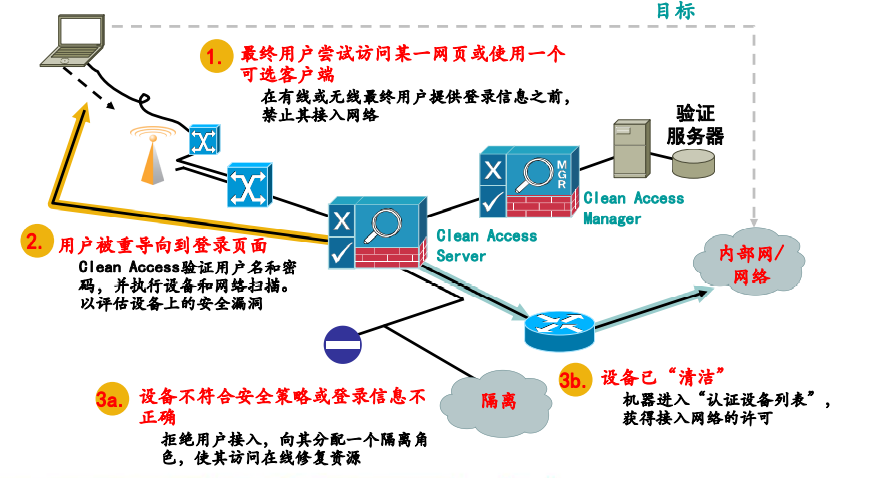 目标
1.
最终用户尝试访问某一网页或使用一个
可选客户端
在有线或无线最终用户提供登录信息之前，
禁止其接入网络
验证
服务器
MGR
Clean Access
Manager
Clean Access
Server
2.
用户被重导向到登录页面
Clean Access验证用户名和密
码，并执行设备和网络扫描。
以评估设备上的安全漏洞
内部网/
网络
3a.
设备不符合安全策略或登录信息不
正确
拒绝用户接入，向其分配一个隔离角
色，使其访问在线修复资源
隔离
3b.
设备已“清洁”
机器进入“认证设备列表”，
获得接入网络的许可